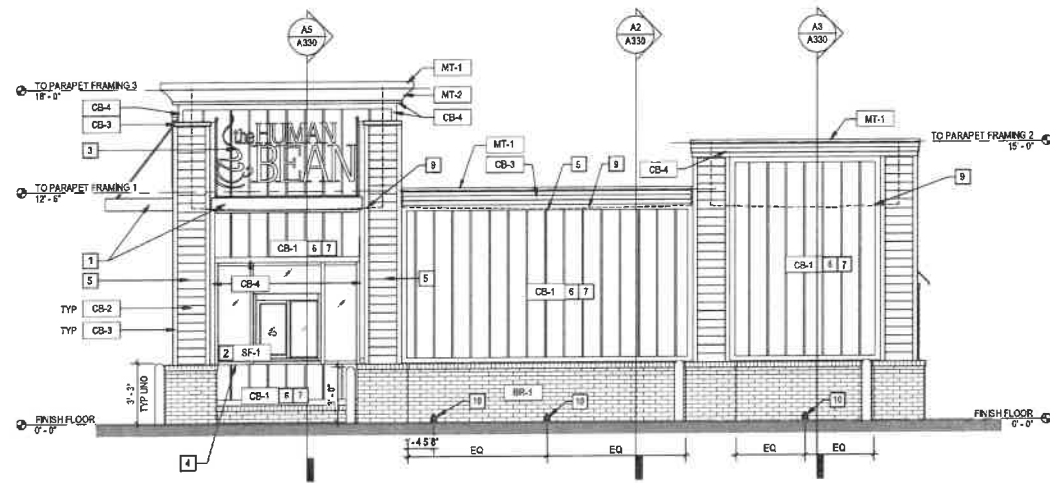 A5
A330
A2
A330
A3
A330
MT-1
TO PARAPET FRAMING 3
18' - 0"
MT-2
CB-4
CB-4
CB-3
the HUMAN
BEAN
3
MT-1
TO PARAPET FRAMING 2
15' - 0"
MT-1
CB-3
5
9
CB-4
9
9
TO PARAPET FRAMING 1
12' - 6"
1
CB-1 6 7
CB-1 6 7
CB-4
5
5
CB-1 6 7
TYP CB-2
TYP CB-3
2 SF-1
3' - 3"
TYP UNO
CB-1 6 7
3' - 0"
BR-1
10
10
10
FINISH FLOOR
0' - 0"
FINISH FLOOR
0' - 0"
EQ
EQ
EQ
EQ
4